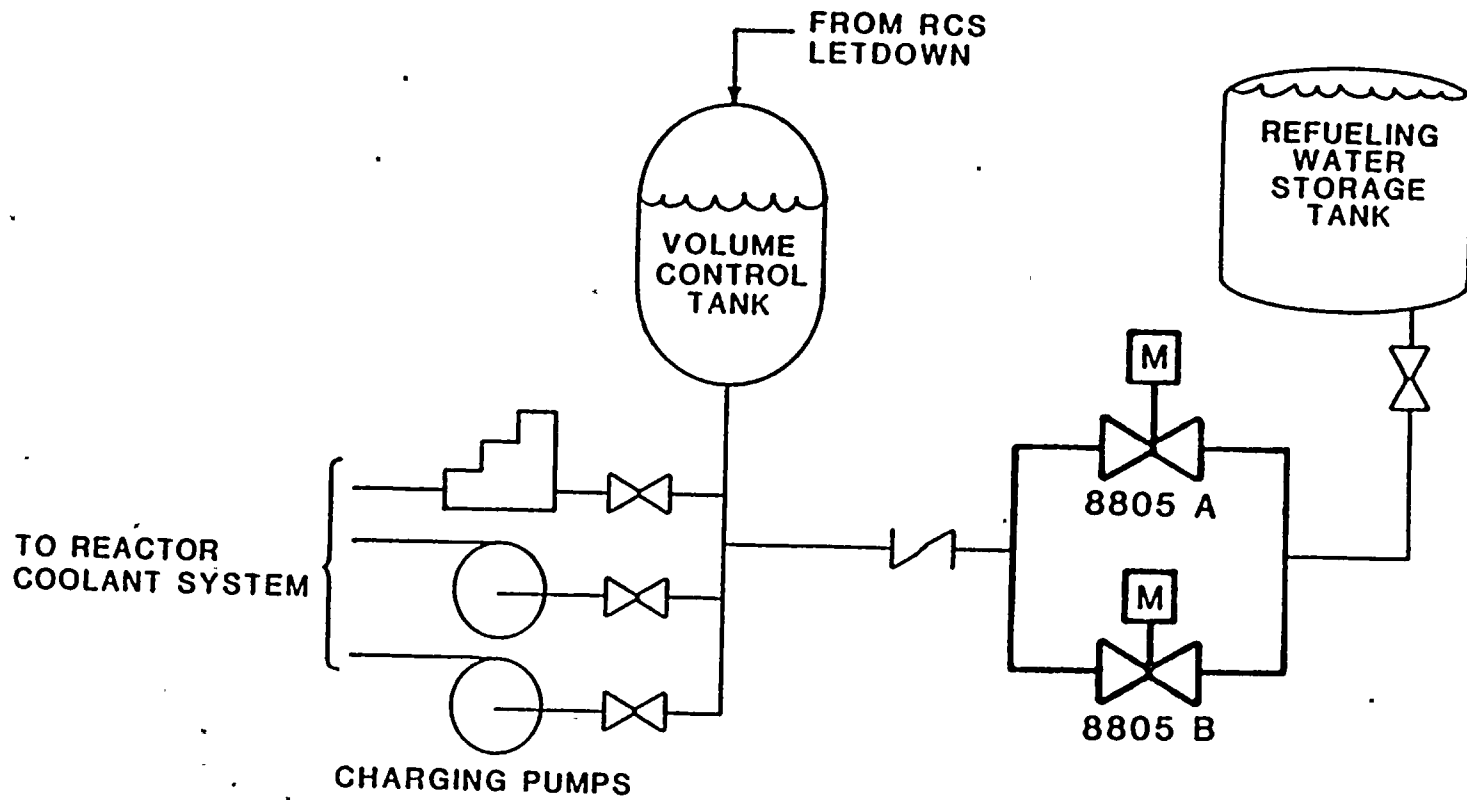 FROM RCS
LETDOWN
REFUELING
WATER
STORAGE
TANK
VOLUME
CONTROL
TANK
M
8805 A
TO REACTOR
COOLANT SYSTEM
M
8805 B
CHARGING PUMPS